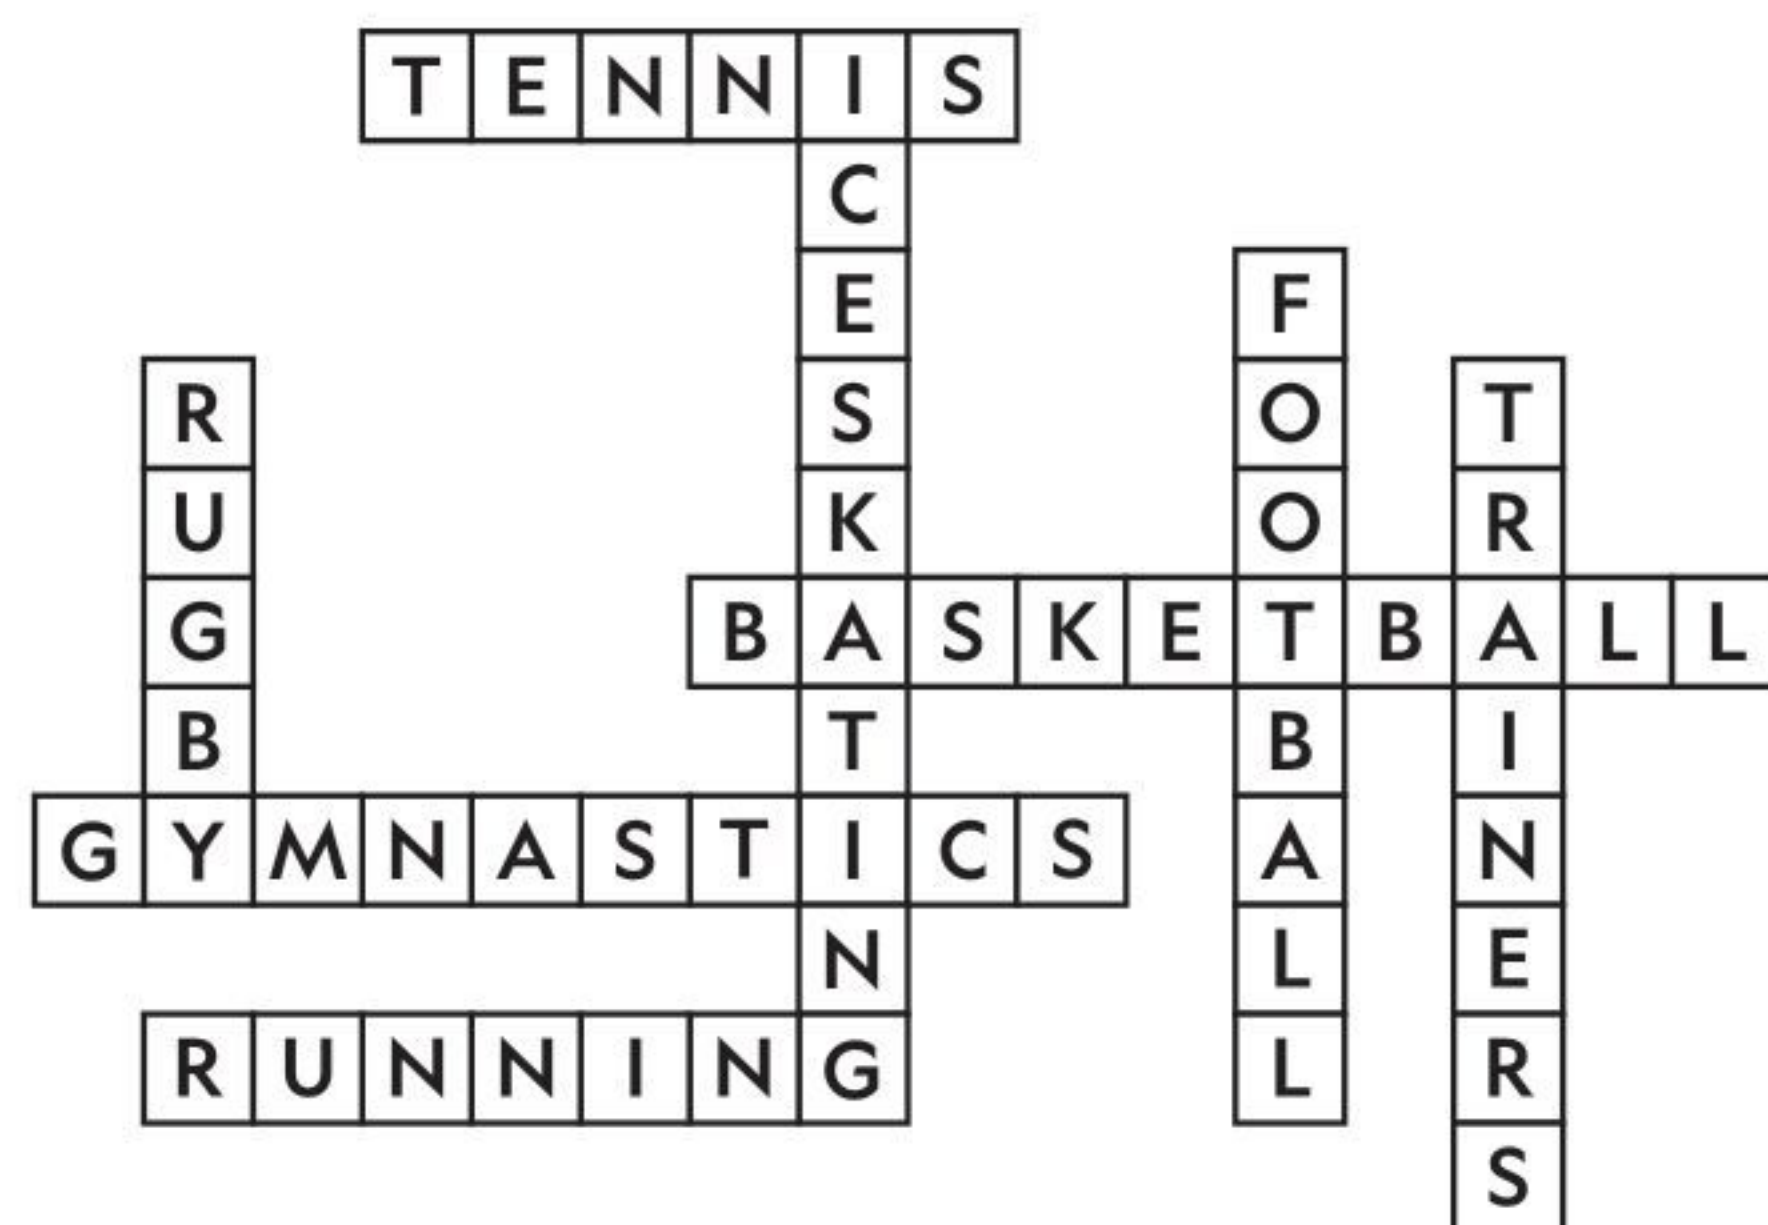 TENNIS
ICESKATING
FOOTBALL
RUGBY
TRAINERS
BASKETBALL
GYMNASTICS
RUNNING